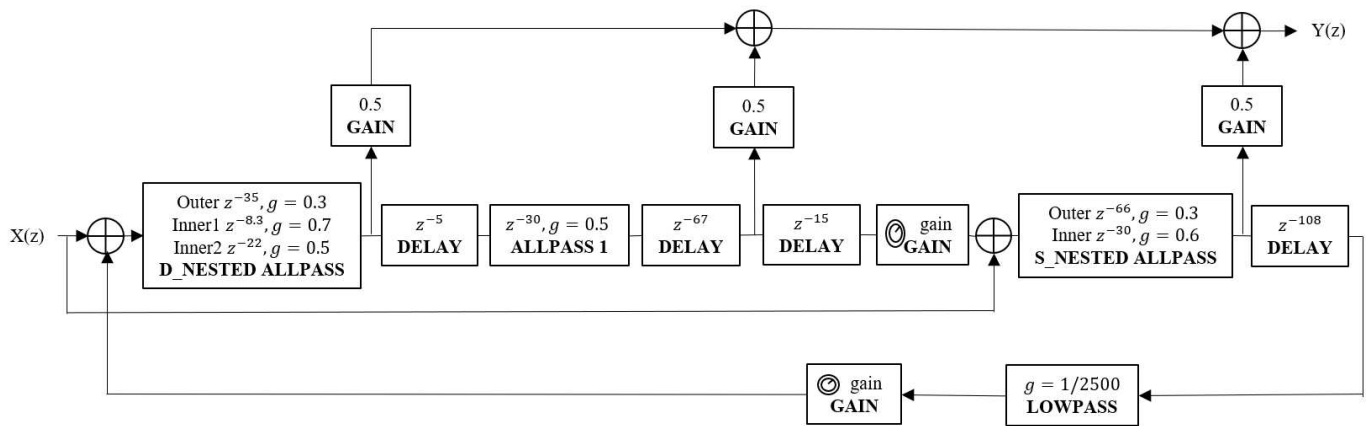 Y(z)
0.5
GAIN
0.5
GAIN
0.5
GAIN
X(z)
Outer z⁻³⁵, g = 0.3
Inner1 z⁻⁸·³, g = 0.7
Inner2 z⁻²², g = 0.5
D_NESTED ALLPASS
z⁻⁵
DELAY
z⁻³⁰, g = 0.5
ALLPASS 1
z⁻⁶⁷
DELAY
z⁻¹⁵
DELAY
gain
GAIN
Outer z⁻⁶⁶, g = 0.3
Inner z⁻³⁰, g = 0.6
S_NESTED ALLPASS
z⁻¹⁰⁸
DELAY
gain
GAIN
g = 1/2500
LOWPASS